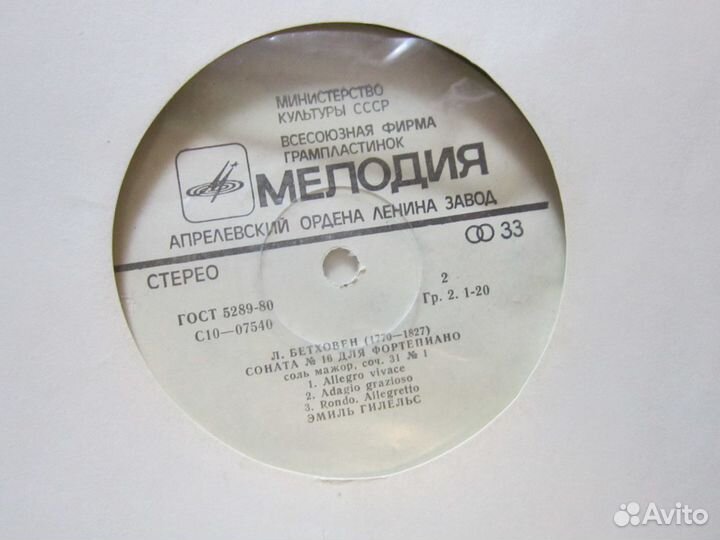 МИНИСТЕРСТВО
КУЛЬТУРЫ СССР
ВСЕСОЮЗНАЯ ФИРМА
ГРАМПЛАСТИНОК
МЕЛОДИЯ
АПРЕЛЕВСКИЙ ОРДЕНА ЛЕНИНА ЗАВОД
СТЕРЕО
33
ГОСТ 5289-80
2
С10—07540
Гр. 2. 1-20
Л. БЕТХОВЕН (1770—1827)
СОНАТА № 16 ДЛЯ ФОРТЕПИАНО
соль мажор, соч. 31 № 1
1. Allegro vivace
2. Adagio grazioso
3. Rondo. Allegretto
ЭМИЛЬ ГИЛЕЛЬС
Avito